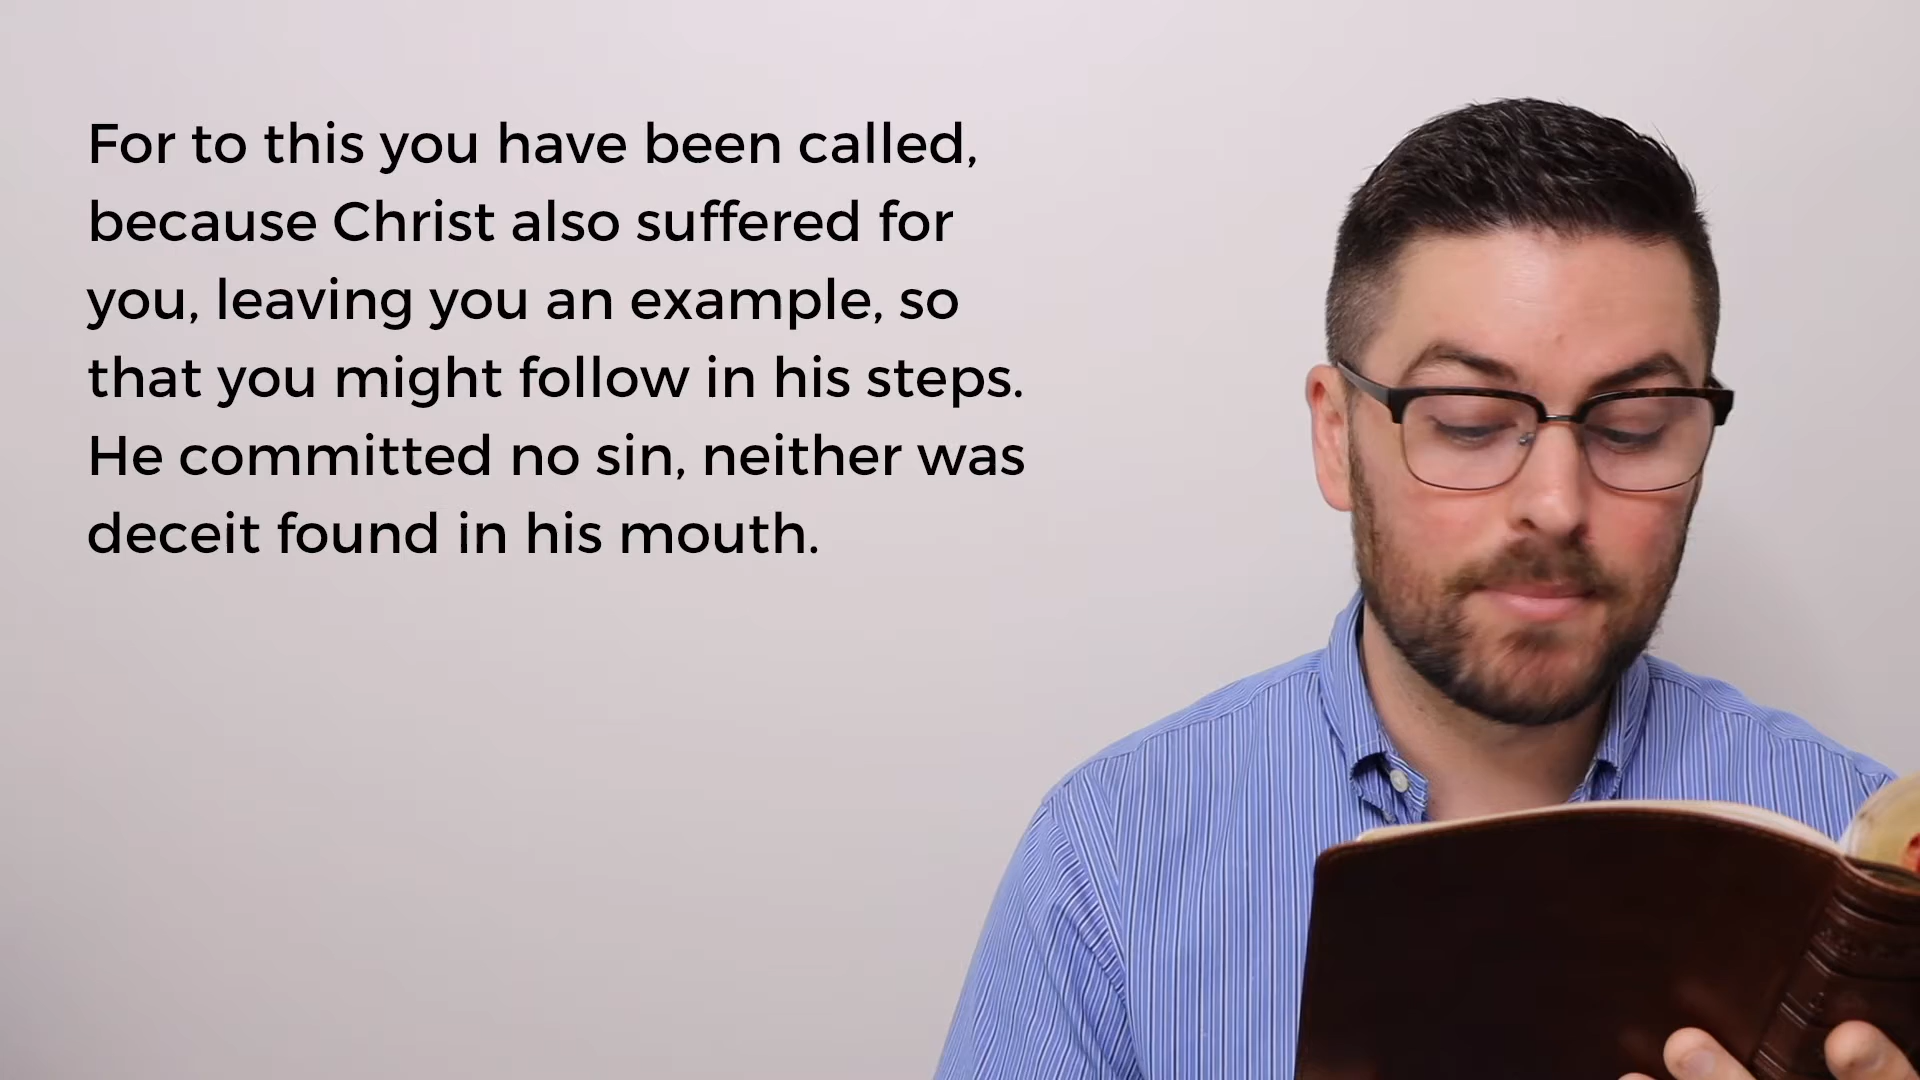 For to this you have been called,
because Christ also suffered for
you, leaving you an example, so
that you might follow in his steps.
He committed no sin, neither was
deceit found in his mouth.